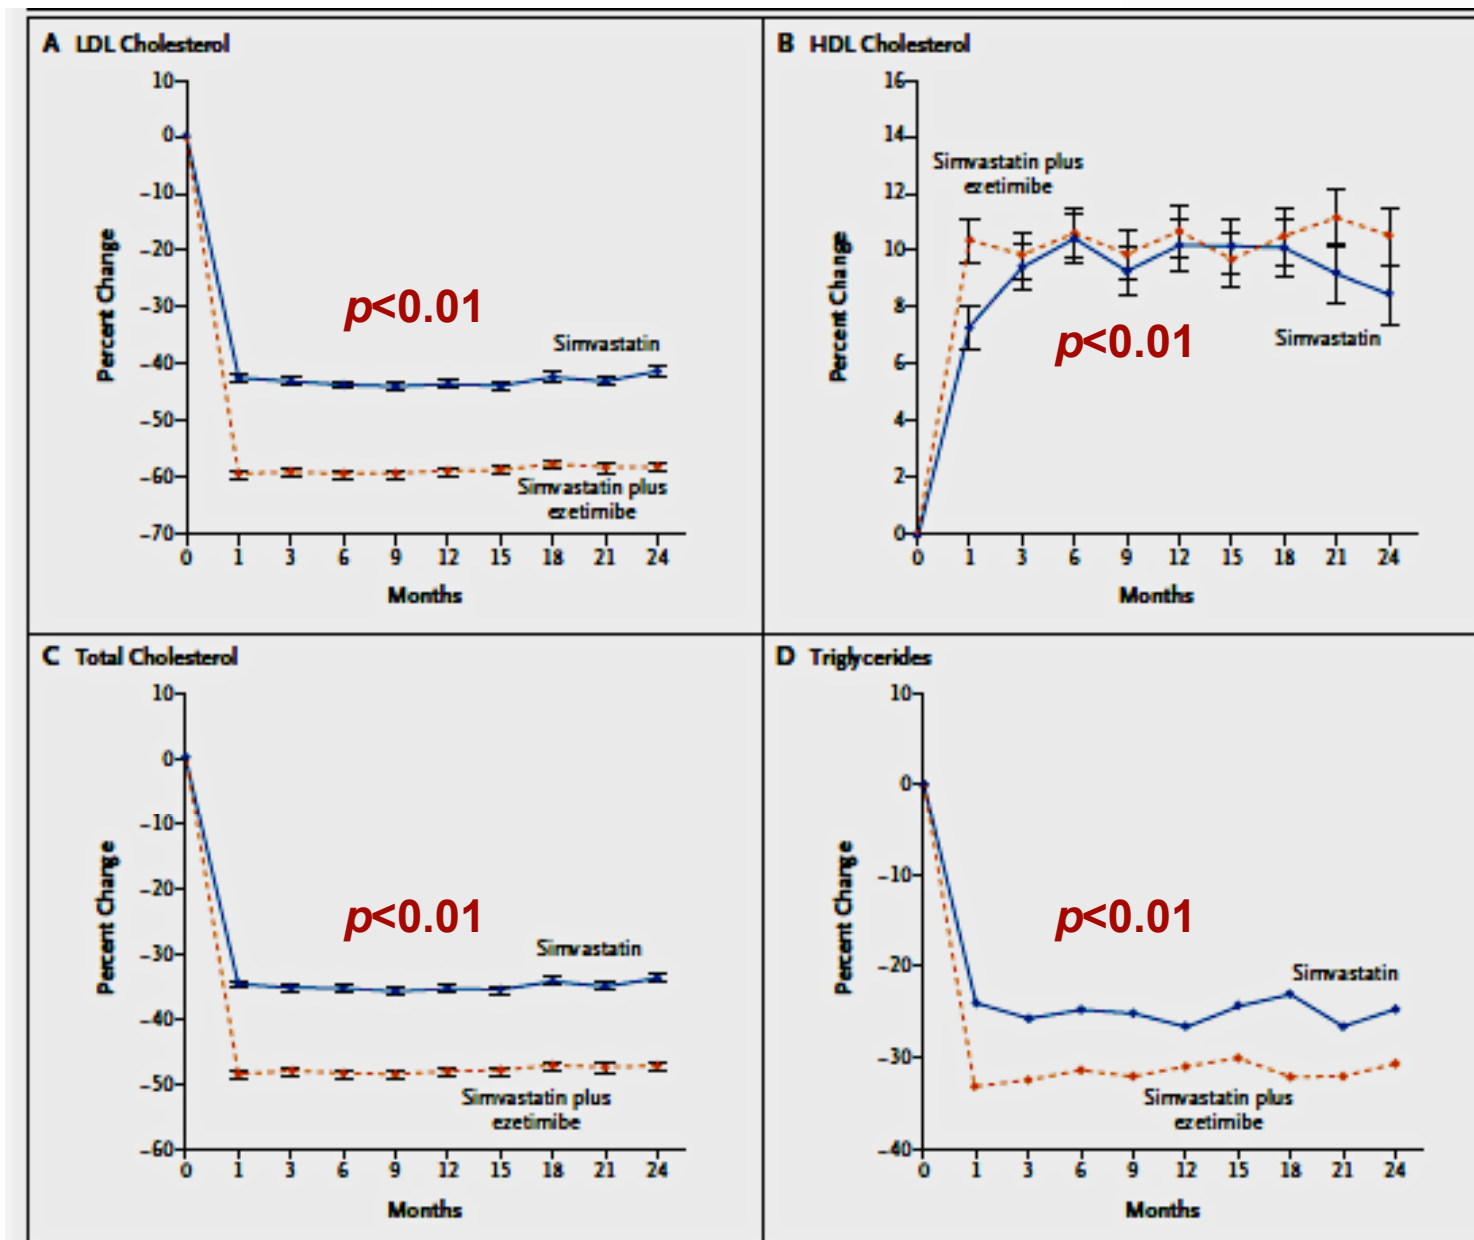 A LDL Cholesterol
10
0
−10
−20
−30
−40
−50
−60
−70
Percent Change
p<0.01
Simvastatin
Simvastatin plus
ezetimibe
0 1 3 6 9 12 15 18 21 24
Months
B HDL Cholesterol
16
14
12
10
8
6
4
2
0
Percent Change
Simvastatin plus
ezetimibe
p<0.01
Simvastatin
0 1 3 6 9 12 15 18 21 24
Months
C Total Cholesterol
10
0
−10
−20
−30
−40
−50
−60
Percent Change
p<0.01
Simvastatin
Simvastatin plus
ezetimibe
0 1 3 6 9 12 15 18 21 24
Months
D Triglycerides
10
0
−10
−20
−30
−40
Percent Change
p<0.01
Simvastatin
Simvastatin plus
ezetimibe
0 1 3 6 9 12 15 18 21 24
Months